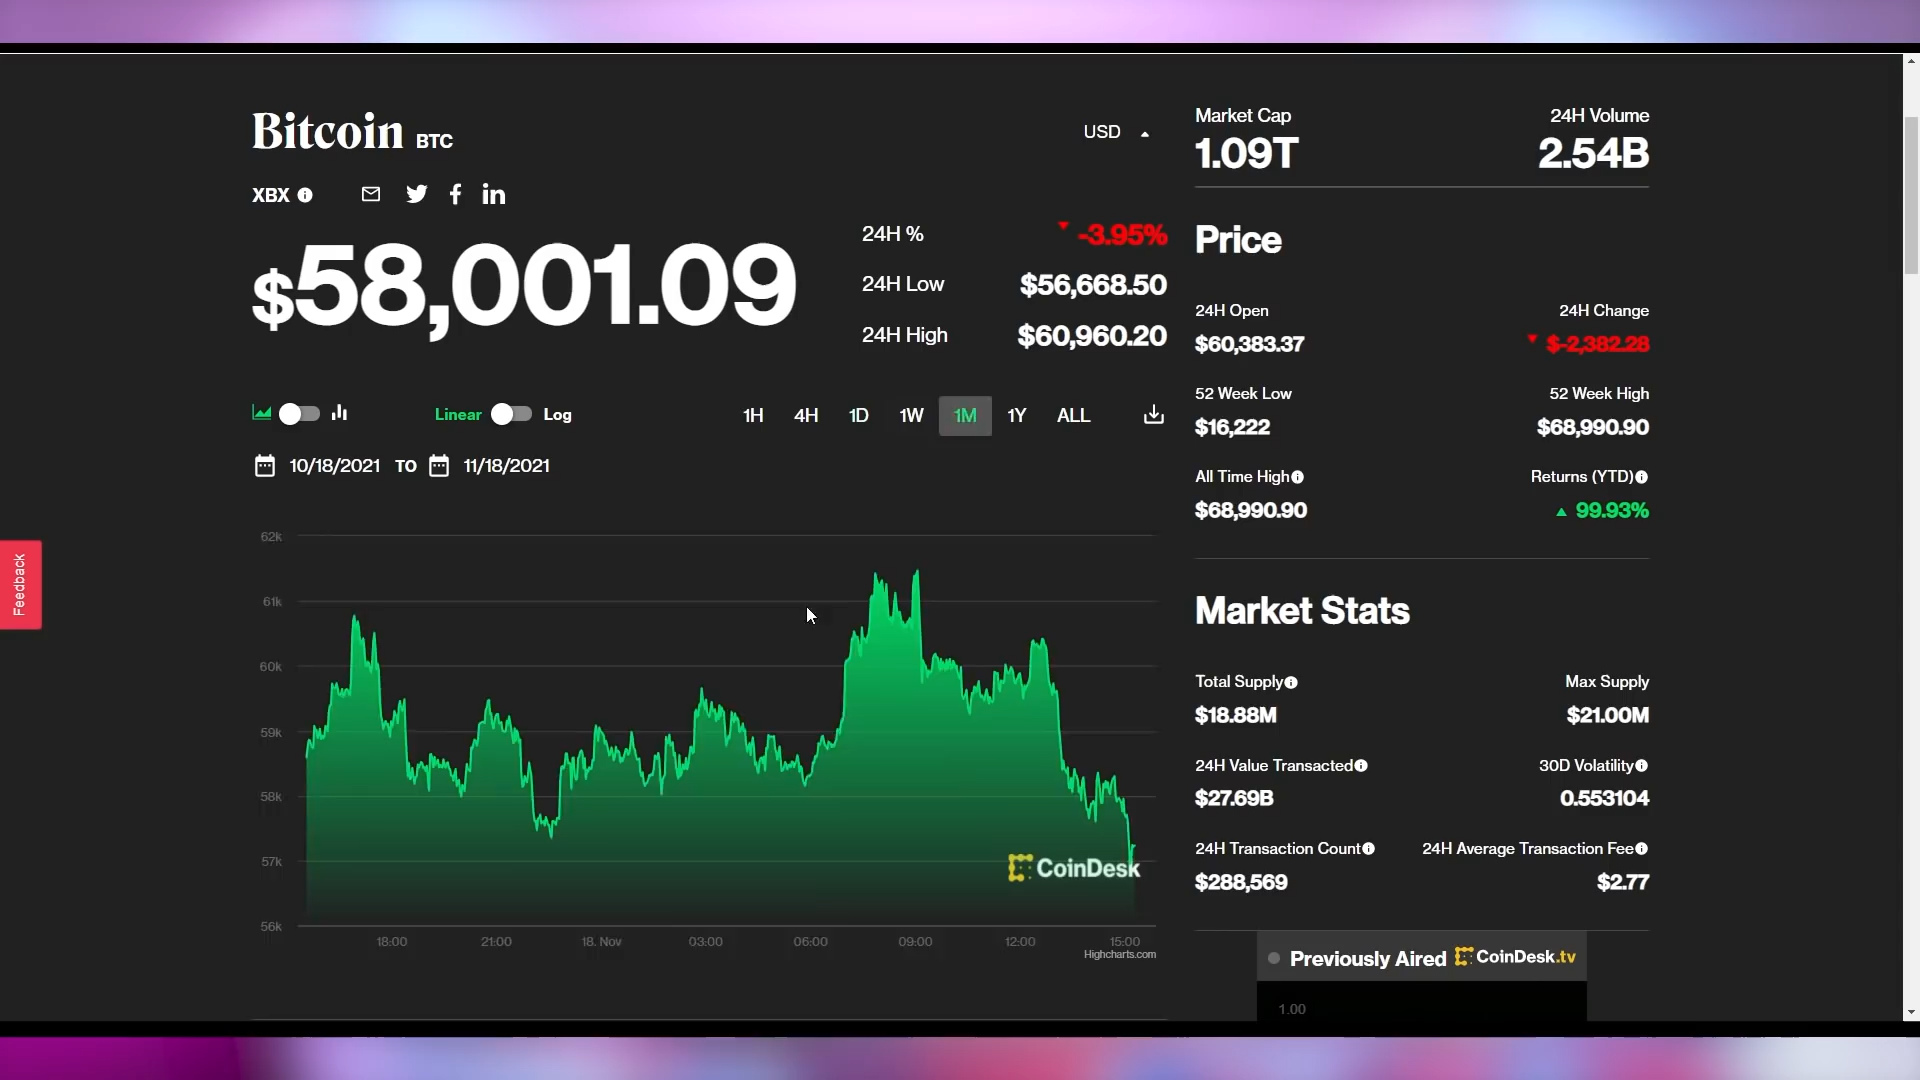 Bitcoin BTC
USD
XBX
$58,001.09
24H % -3.95%
24H Low $56,668.50
24H High $60,960.20
Linear Log
1H 4H 1D 1W 1M 1Y ALL
10/18/2021 TO 11/18/2021
62k
61k
60k
59k
58k
57k
56k
CoinDesk
18:00 21:00 18. Nov 03:00 06:00 09:00 12:00 15:00
Highcharts.com
Feedback
Market Cap 24H Volume
1.09T 2.54B
Price
24H Open 24H Change
$60,383.37 $-2,382.28
52 Week Low 52 Week High
$16,222 $68,990.90
All Time High Returns (YTD)
$68,990.90 99.93%
Market Stats
Total Supply Max Supply
$18.88M $21.00M
24H Value Transacted 30D Volatility
$27.69B 0.553104
24H Transaction Count 24H Average Transaction Fee
$288,569 $2.77
Previously Aired CoinDesk.tv
1.00